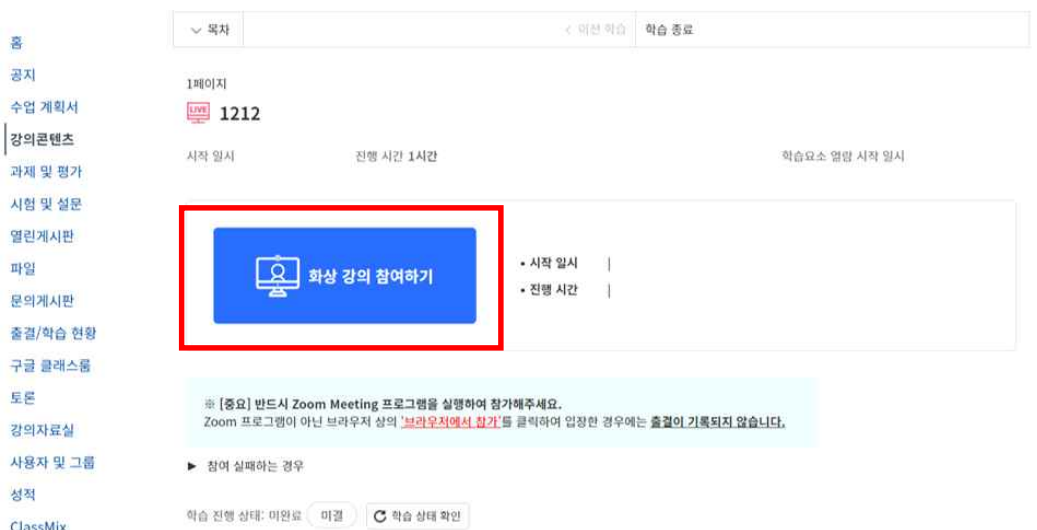 홈
공지
수업 계획서
강의콘텐츠
과제 및 평가
시험 및 설문
열린게시판
파일
문의게시판
출결/학습 현황
구글 클래스룸
토론
강의자료실
사용자 및 그룹
성적
ClassMix
목차
< 이전 학습
학습 종료
1페이지
LIVE 1212
시작 일시 진행 시간 1시간 학습요소 열람 시작 일시
화상 강의 참여하기
• 시작 일시 |
• 진행 시간 |
※ [중요] 반드시 Zoom Meeting 프로그램을 실행하여 참가해주세요.
Zoom 프로그램이 아닌 브라우저 상의 '브라우저에서 참가'를 클릭하여 입장한 경우에는 출결이 기록되지 않습니다.
▶ 참여 실패하는 경우
학습 진행 상태: 미완료 미결 학습 상태 확인